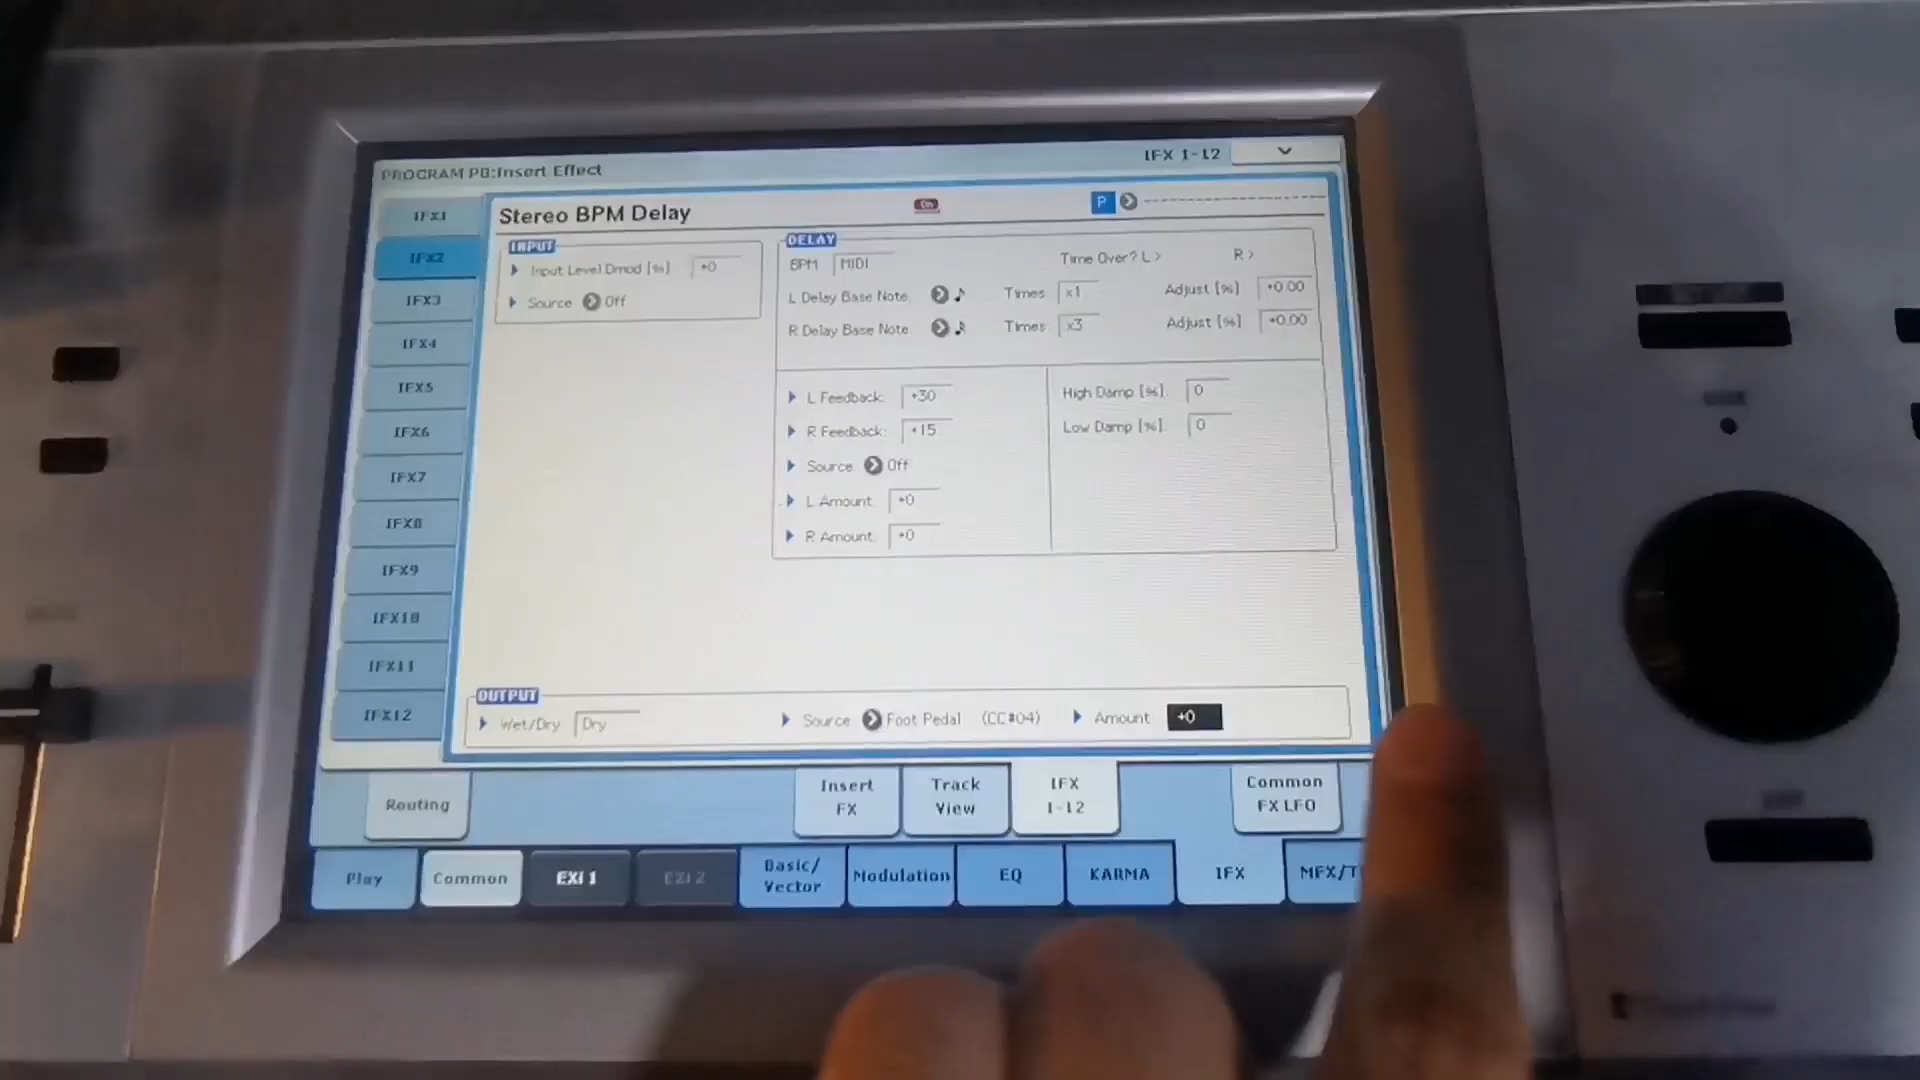 PROGRAM P8:Insert Effect
IFX 1-12
IFX1
IFX2
IFX3
IFX4
IFX5
IFX6
IFX7
IFX8
IFX9
IFX10
IFX11
IFX12
Stereo BPM Delay
On
P
INPUT
Input Level Dmod [%] +0
Source Off
DELAY
BPM MIDI
Time Over? L> R>
L Delay Base Note Times x1 Adjust [%] +0.00
R Delay Base Note Times x3 Adjust [%] +0.00
L Feedback: +30
R Feedback: +15
Source Off
L Amount +0
R Amount +0
High Damp [%]. 0
Low Damp [%]. 0
OUTPUT
Wet/Dry Dry
Source Foot Pedal (CC#04)
Amount +0
Routing
Insert FX
Track View
IFX 1-12
Common FX LFO
Play
Common
EXi 1
EXi 2
Basic/ Vector
Modulation
EQ
KARMA
IFX
MFX/T